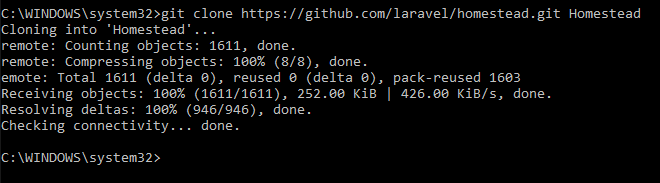 C:\WINDOWS\system32>git clone https://github.com/laravel/homestead.git Homestead
Cloning into 'Homestead'...
remote: Counting objects: 1611, done.
remote: Compressing objects: 100% (8/8), done.
emote: Total 1611 (delta 0), reused 0 (delta 0), pack-reused 1603
Receiving objects: 100% (1611/1611), 252.00 KiB | 426.00 KiB/s, done.
Resolving deltas: 100% (946/946), done.
Checking connectivity... done.
C:\WINDOWS\system32>